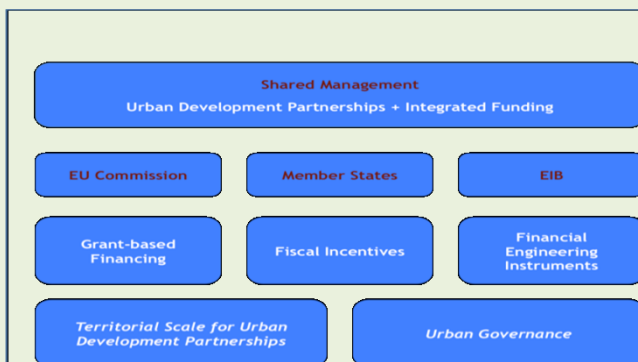 Shared Management
Urban Development Partnerships + Integrated Funding
EU Commission
Member States
EIB
Grant-based
Financing
Fiscal Incentives
Financial
Engineering
Instruments
Territorial Scale for Urban
Development Partnerships
Urban Governance